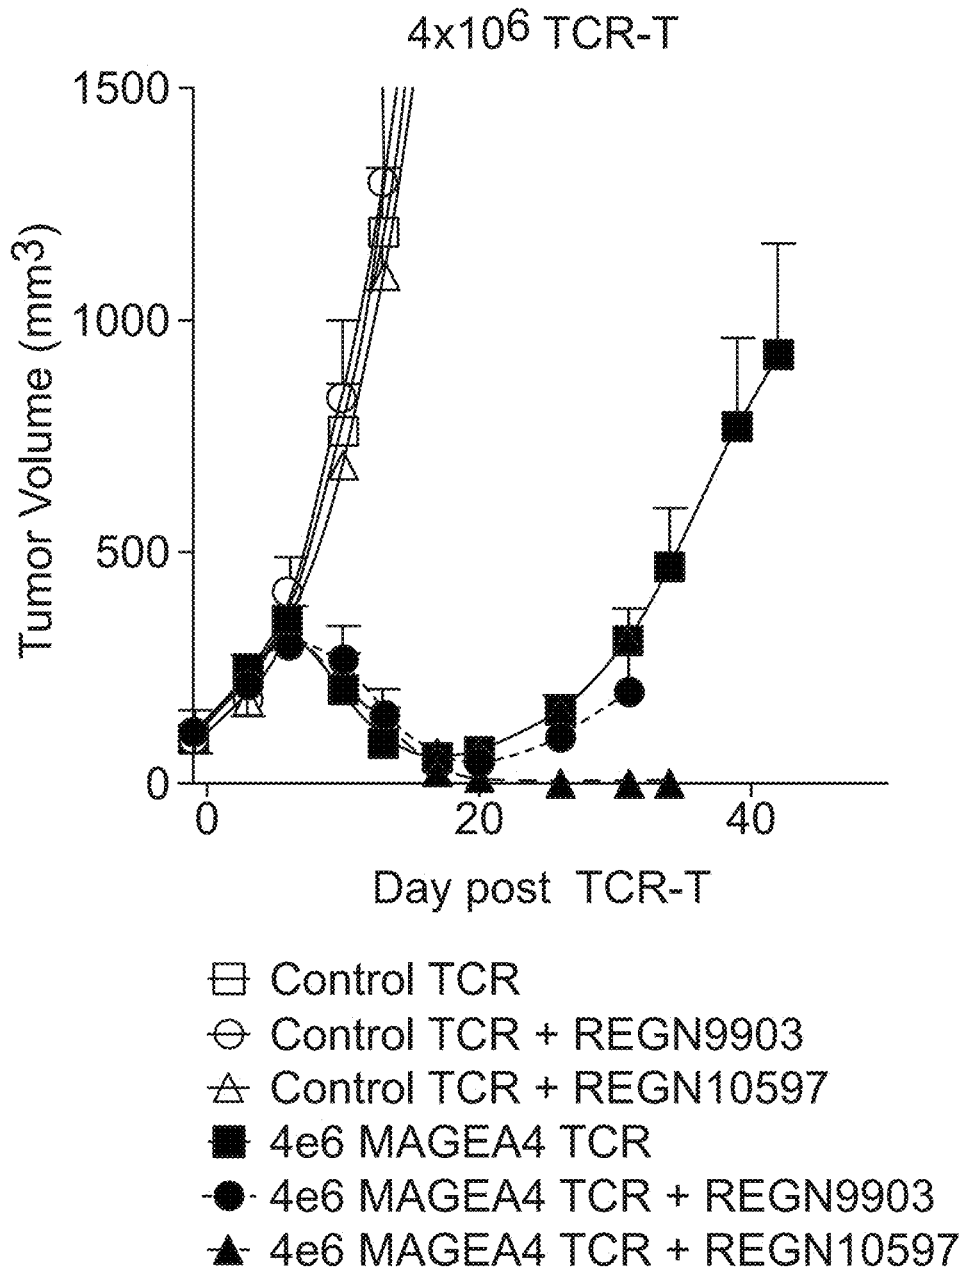 4x10⁶ TCR-T
1500
1000
500
0
Tumor Volume (mm³)
0 20 40
Day post TCR-T
Control TCR
Control TCR + REGN9903
Control TCR + REGN10597
4e6 MAGEA4 TCR
4e6 MAGEA4 TCR + REGN9903
4e6 MAGEA4 TCR + REGN10597